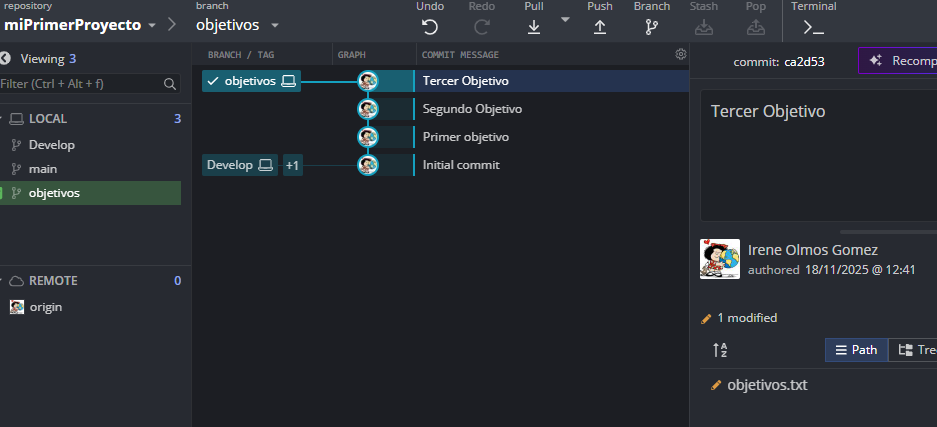 repository
miPrimerProyecto
branch
objetivos
Undo
Redo
Pull
Push
Branch
Stash
Pop
Terminal
Viewing 3
Filter (Ctrl + Alt + f)
LOCAL 3
Develop
main
objetivos
REMOTE 0
origin
BRANCH / TAG GRAPH COMMIT MESSAGE
objetivos Tercer Objetivo
Segundo Objetivo
Primer objetivo
Develop +1 Initial commit
commit: ca2d53
Recomp
Tercer Objetivo
Irene Olmos Gomez
authored 18/11/2025 @ 12:41
1 modified
A
Z
Path
Tre
objetivos.txt